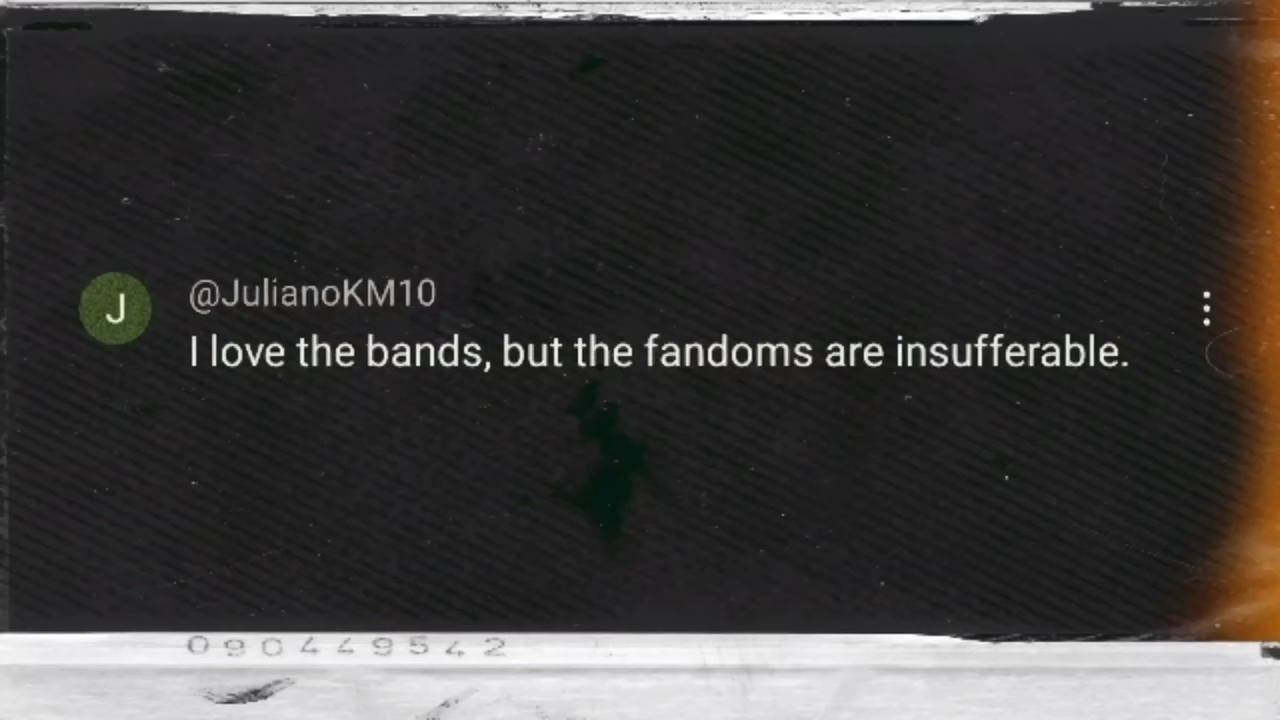 J
@JulianoKM10
I love the bands, but the fandoms are insufferable.
090449542